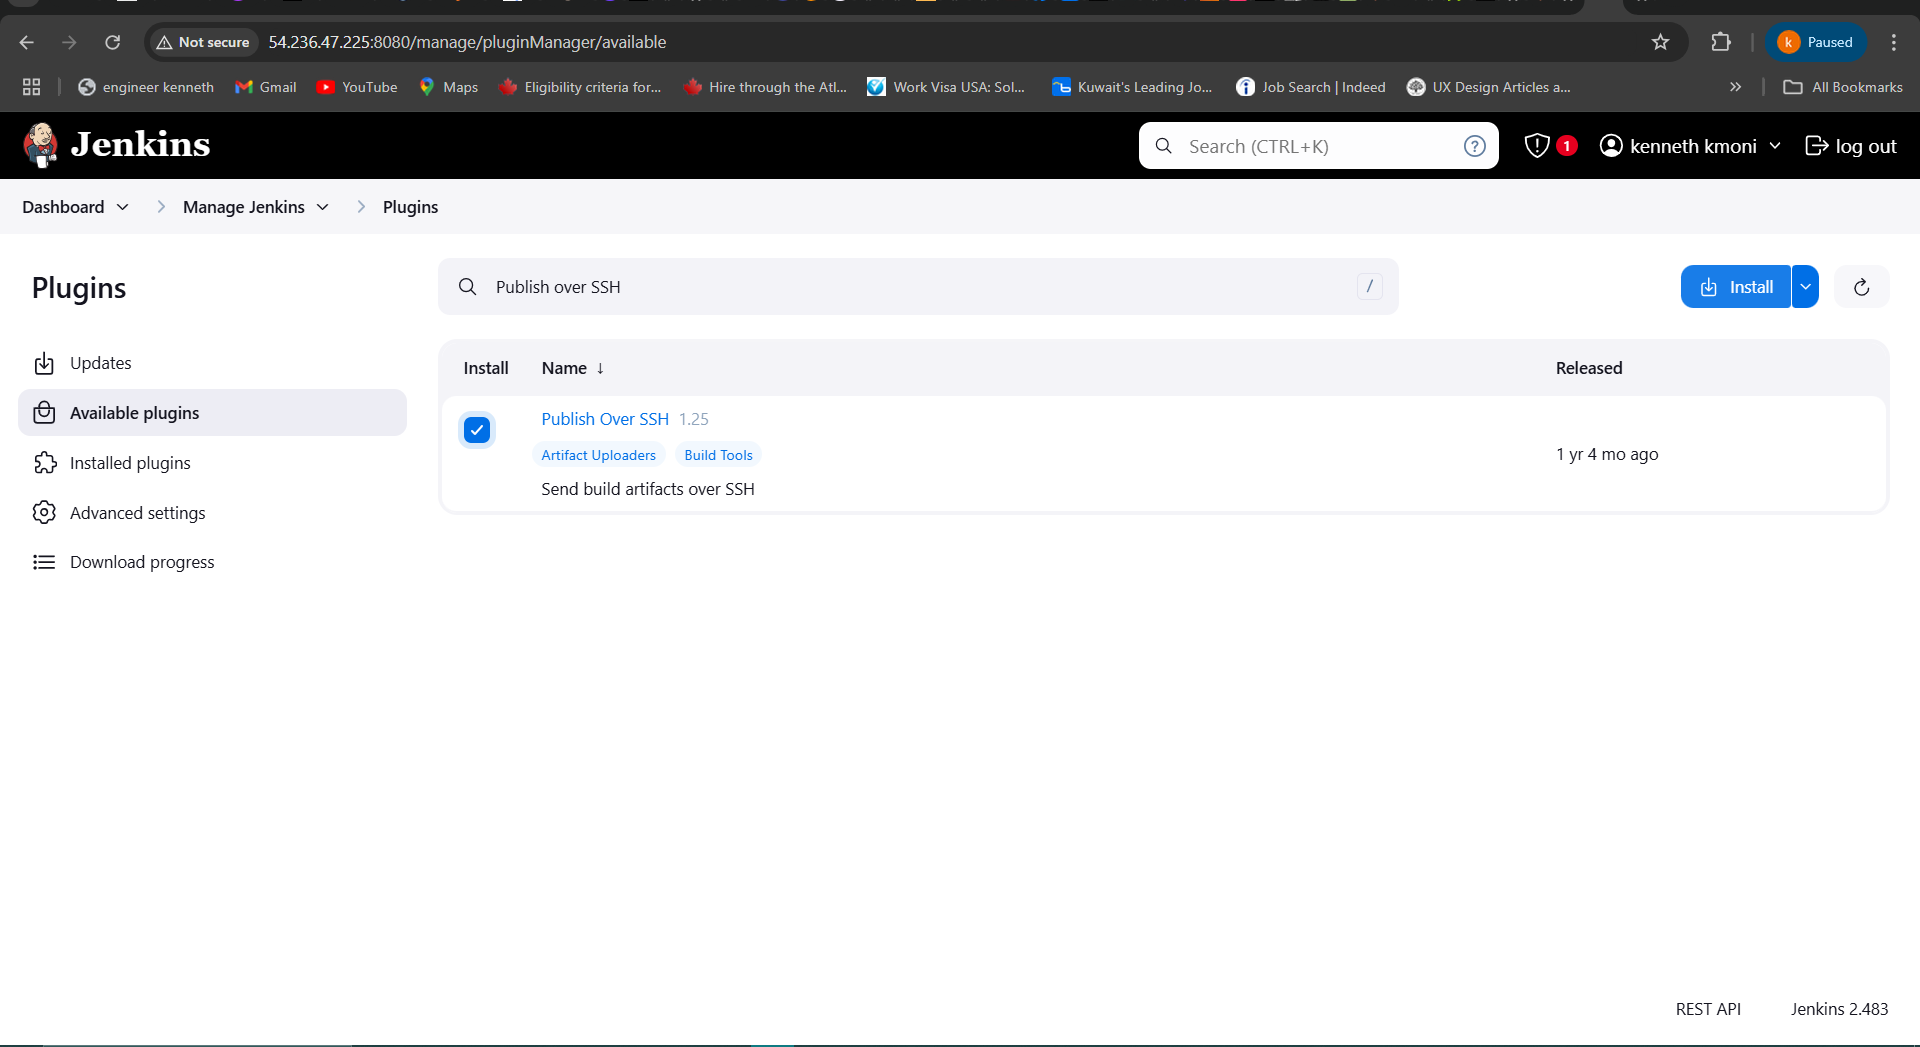 Not secure
54.236.47.225:8080/manage/pluginManager/available
k
Paused
engineer kenneth
Gmail
YouTube
Maps
Eligibility criteria for...
Hire through the Atl...
Work Visa USA: Sol...
Kuwait's Leading Jo...
Job Search | Indeed
UX Design Articles a...
»
All Bookmarks
Jenkins
Search (CTRL+K)
?
1
kenneth kmoni
log out
Dashboard
Manage Jenkins
Plugins
Plugins
Publish over SSH
/
Install
Updates
Available plugins
Installed plugins
Advanced settings
Download progress
Install
Name ↓
Released
Publish Over SSH 1.25
Artifact Uploaders
Build Tools
Send build artifacts over SSH
1 yr 4 mo ago
REST API
Jenkins 2.483